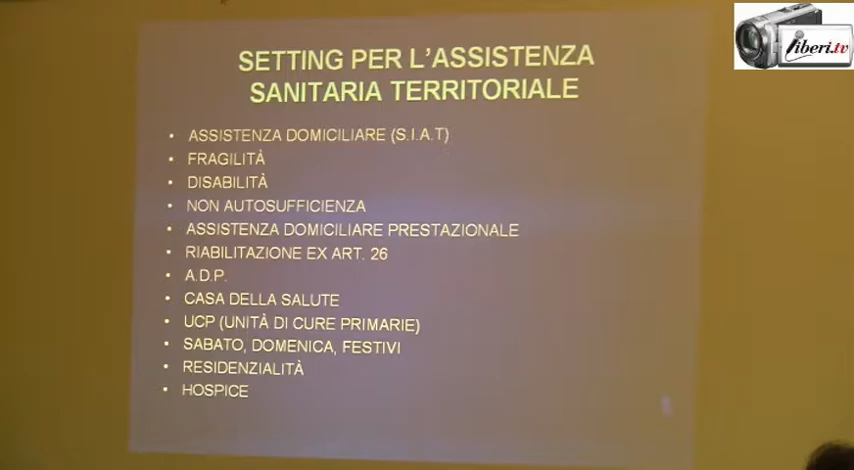 SETTING PER L'ASSISTENZA
SANITARIA TERRITORIALE
• ASSISTENZA DOMICILIARE (S.I.A.T)
• FRAGILITÀ
• DISABILITÀ
• NON AUTOSUFFICIENZA
• ASSISTENZA DOMICILIARE PRESTAZIONALE
• RIABILITAZIONE EX ART. 26
• A.D.P.
• CASA DELLA SALUTE
• UCP (UNITÀ DI CURE PRIMARIE)
• SABATO, DOMENICA, FESTIVI
• RESIDENZIALITÀ
• HOSPICE
liberi.tv